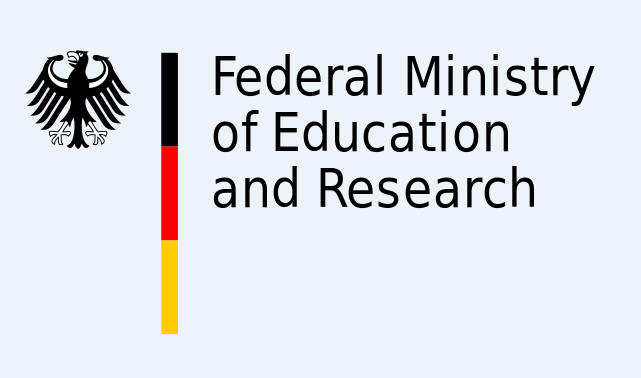 Federal Ministry
of Education
and Research